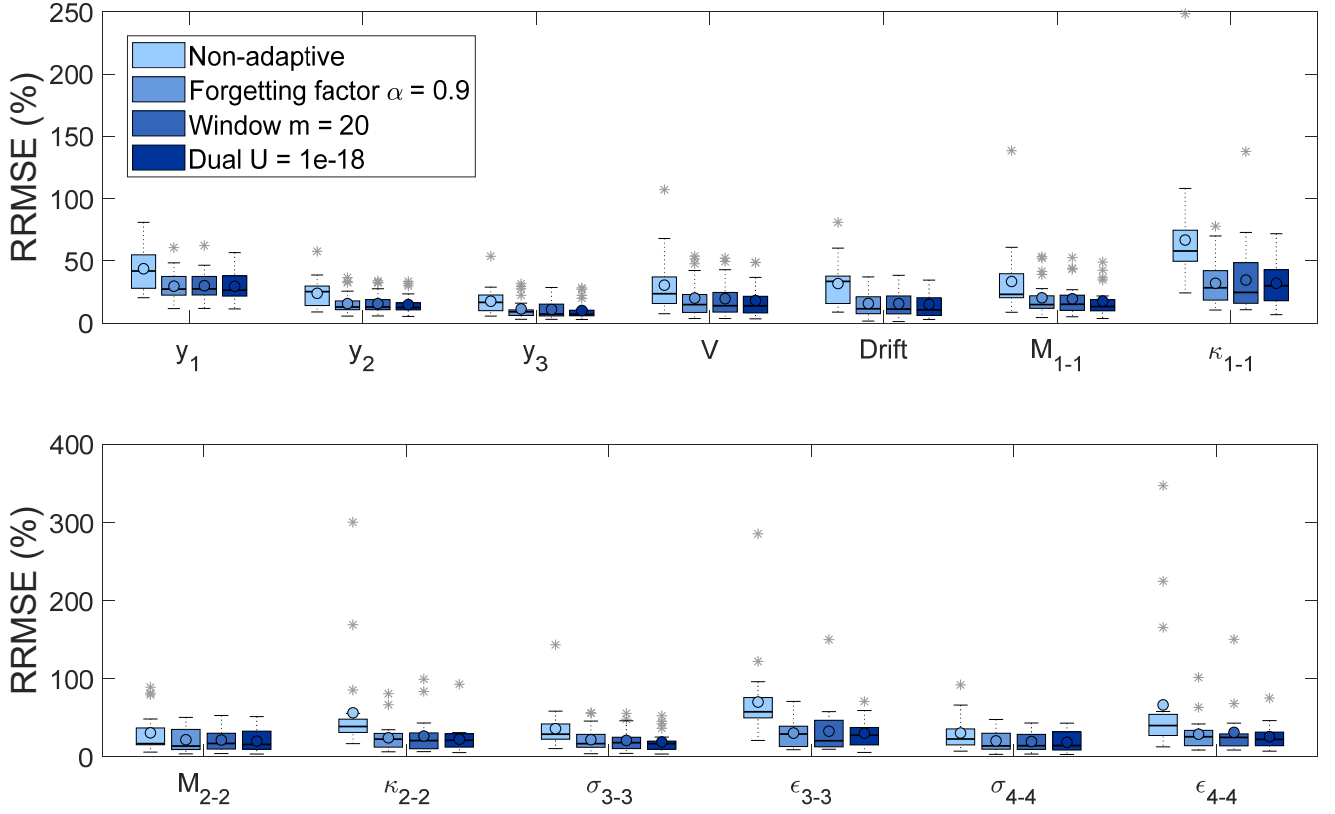 250
200
150
100
50
0
RRMSE (%)
Non-adaptive
Forgetting factor α = 0.9
Window m = 20
Dual U = 1e-18
y₁ y₂ y₃ V Drift M₁₋₁ κ₁₋₁
400
300
200
100
0
RRMSE (%)
M₂₋₂ κ₂₋₂ σ₃₋₃ ϵ₃₋₃ σ₄₋₄ ϵ₄₋₄